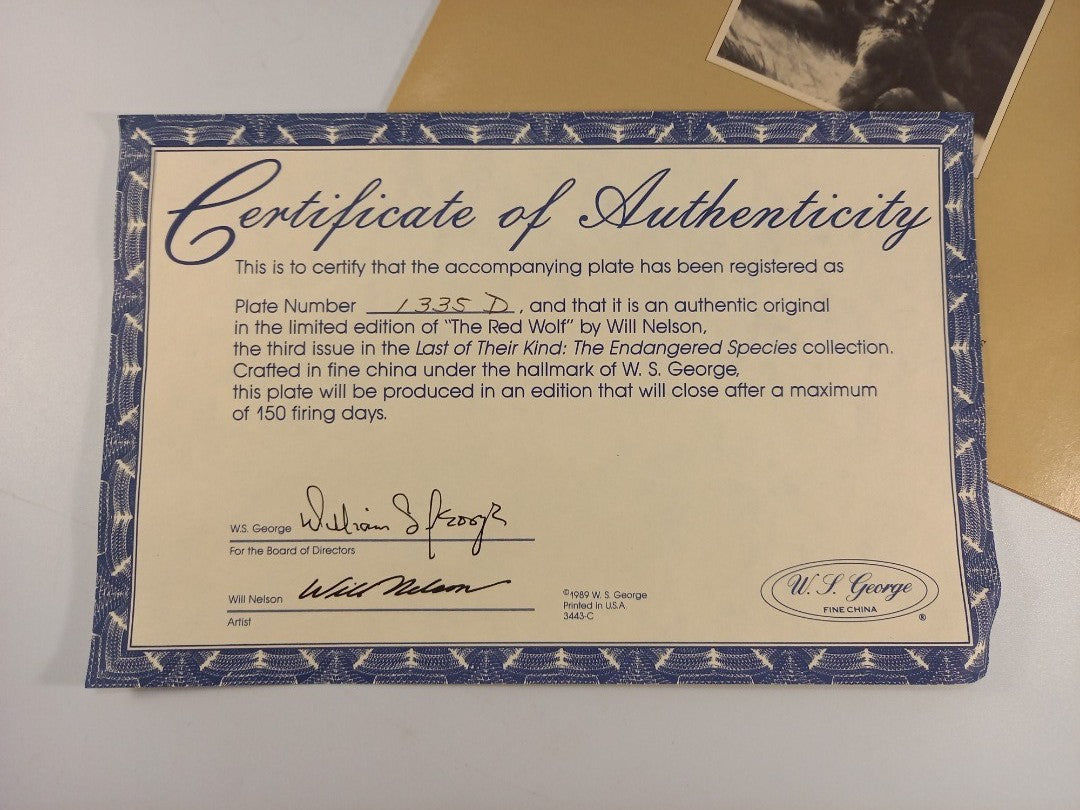 Certificate of Authenticity
This is to certify that the accompanying plate has been registered as
Plate Number 1335 D, and that it is an authentic original
in the limited edition of "The Red Wolf" by Will Nelson,
the third issue in the Last of Their Kind: The Endangered Species collection.
Crafted in fine china under the hallmark of W. S. George,
this plate will be produced in an edition that will close after a maximum
of 150 firing days.
W.S. George William S George
For the Board of Directors
Will Nelson Will Nelson
Artist
©1989 W. S. George
Printed in U.S.A.
3443-C
W. S. George
FINE CHINA
®